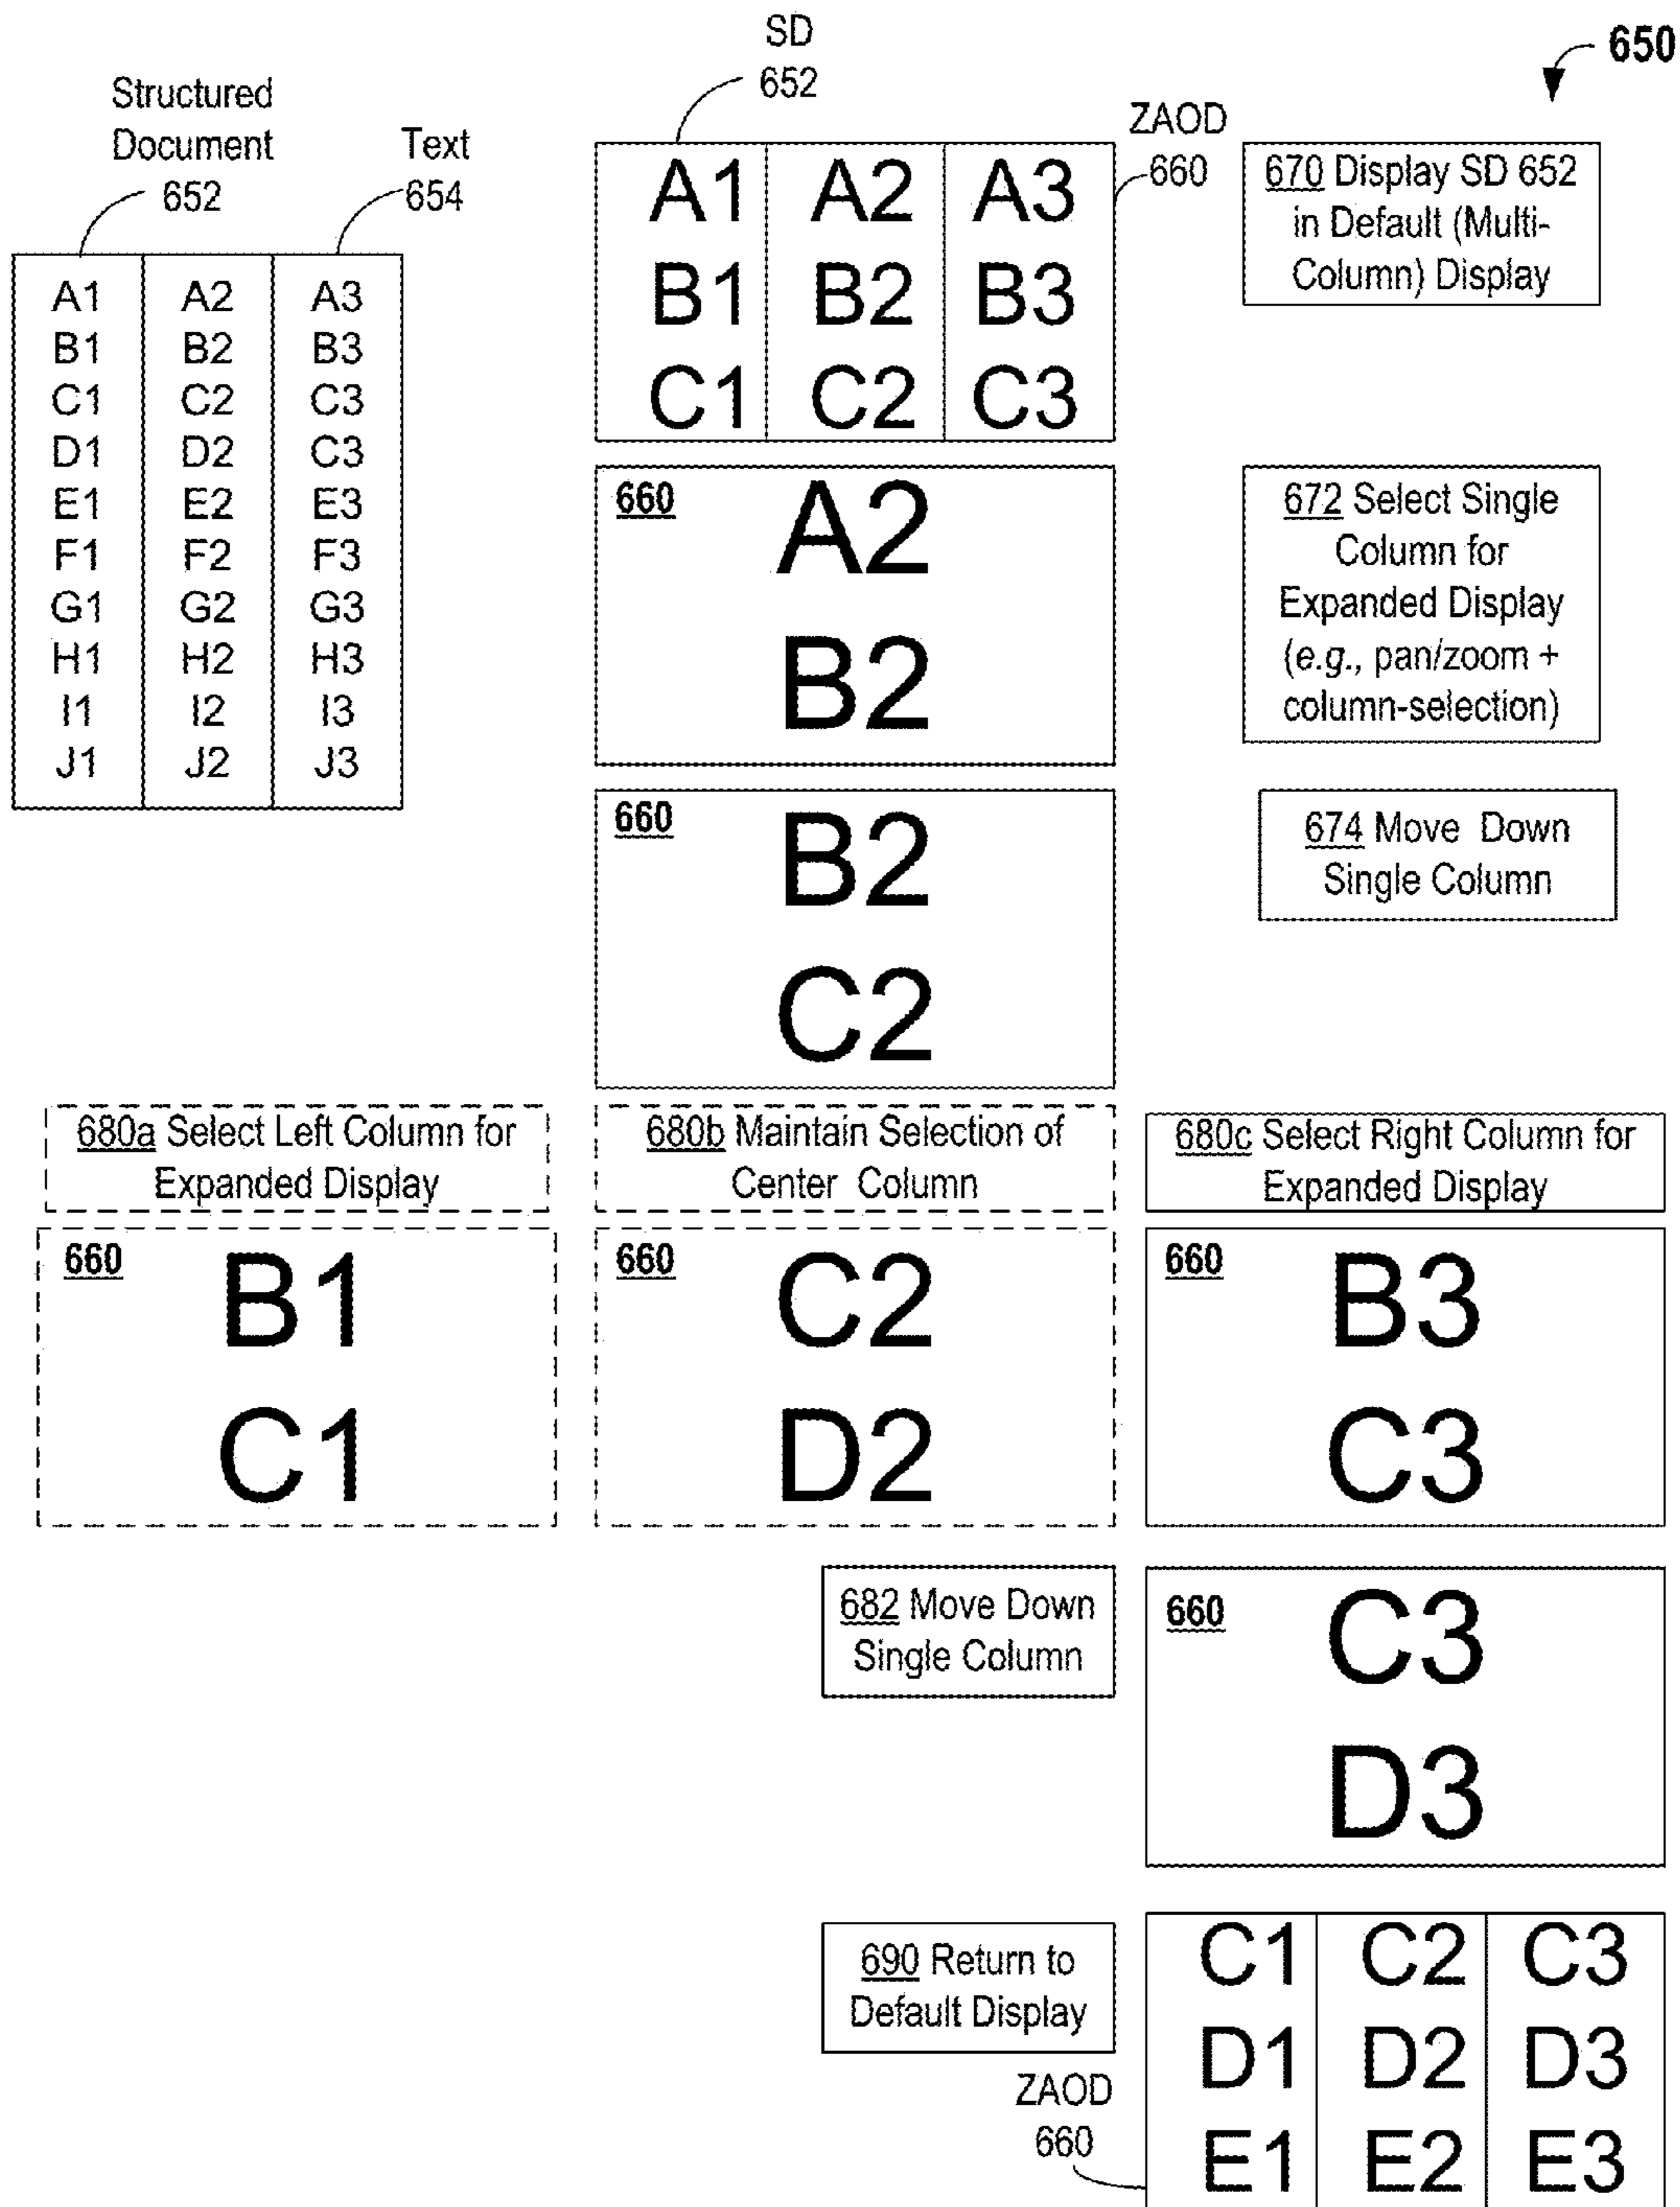 650
Structured
Document
652
Text
654
A1 A2 A3
B1 B2 B3
C1 C2 C3
D1 D2 C3
E1 E2 E3
F1 F2 F3
G1 G2 G3
H1 H2 H3
I1 I2 I3
J1 J2 J3
SD
652
ZAOD
660
A1 A2 A3
B1 B2 B3
C1 C2 C3
670 Display SD 652
in Default (Multi-
Column) Display
660
A2
B2
672 Select Single
Column for
Expanded Display
(e.g., pan/zoom +
column-selection)
660
B2
C2
674 Move Down
Single Column
680a Select Left Column for
Expanded Display
660
B1
C1
680b Maintain Selection of
Center Column
660
C2
D2
680c Select Right Column for
Expanded Display
660
B3
C3
682 Move Down
Single Column
660
C3
D3
690 Return to
Default Display
ZAOD
660
C1 C2 C3
D1 D2 D3
E1 E2 E3